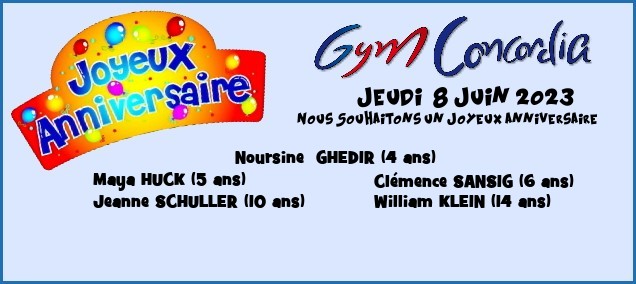 Joyeux
Anniversaire
Gym Concordia
JEUDI 8 JUIN 2023
NOUS SOUHAITONS UN JOYEUX ANNIVERSAIRE
Noursine GHEDIR (4 ans)
Maya HUCK (5 ans) Clémence SANSIG (6 ans)
Jeanne SCHULLER (10 ans) William KLEIN (14 ans)